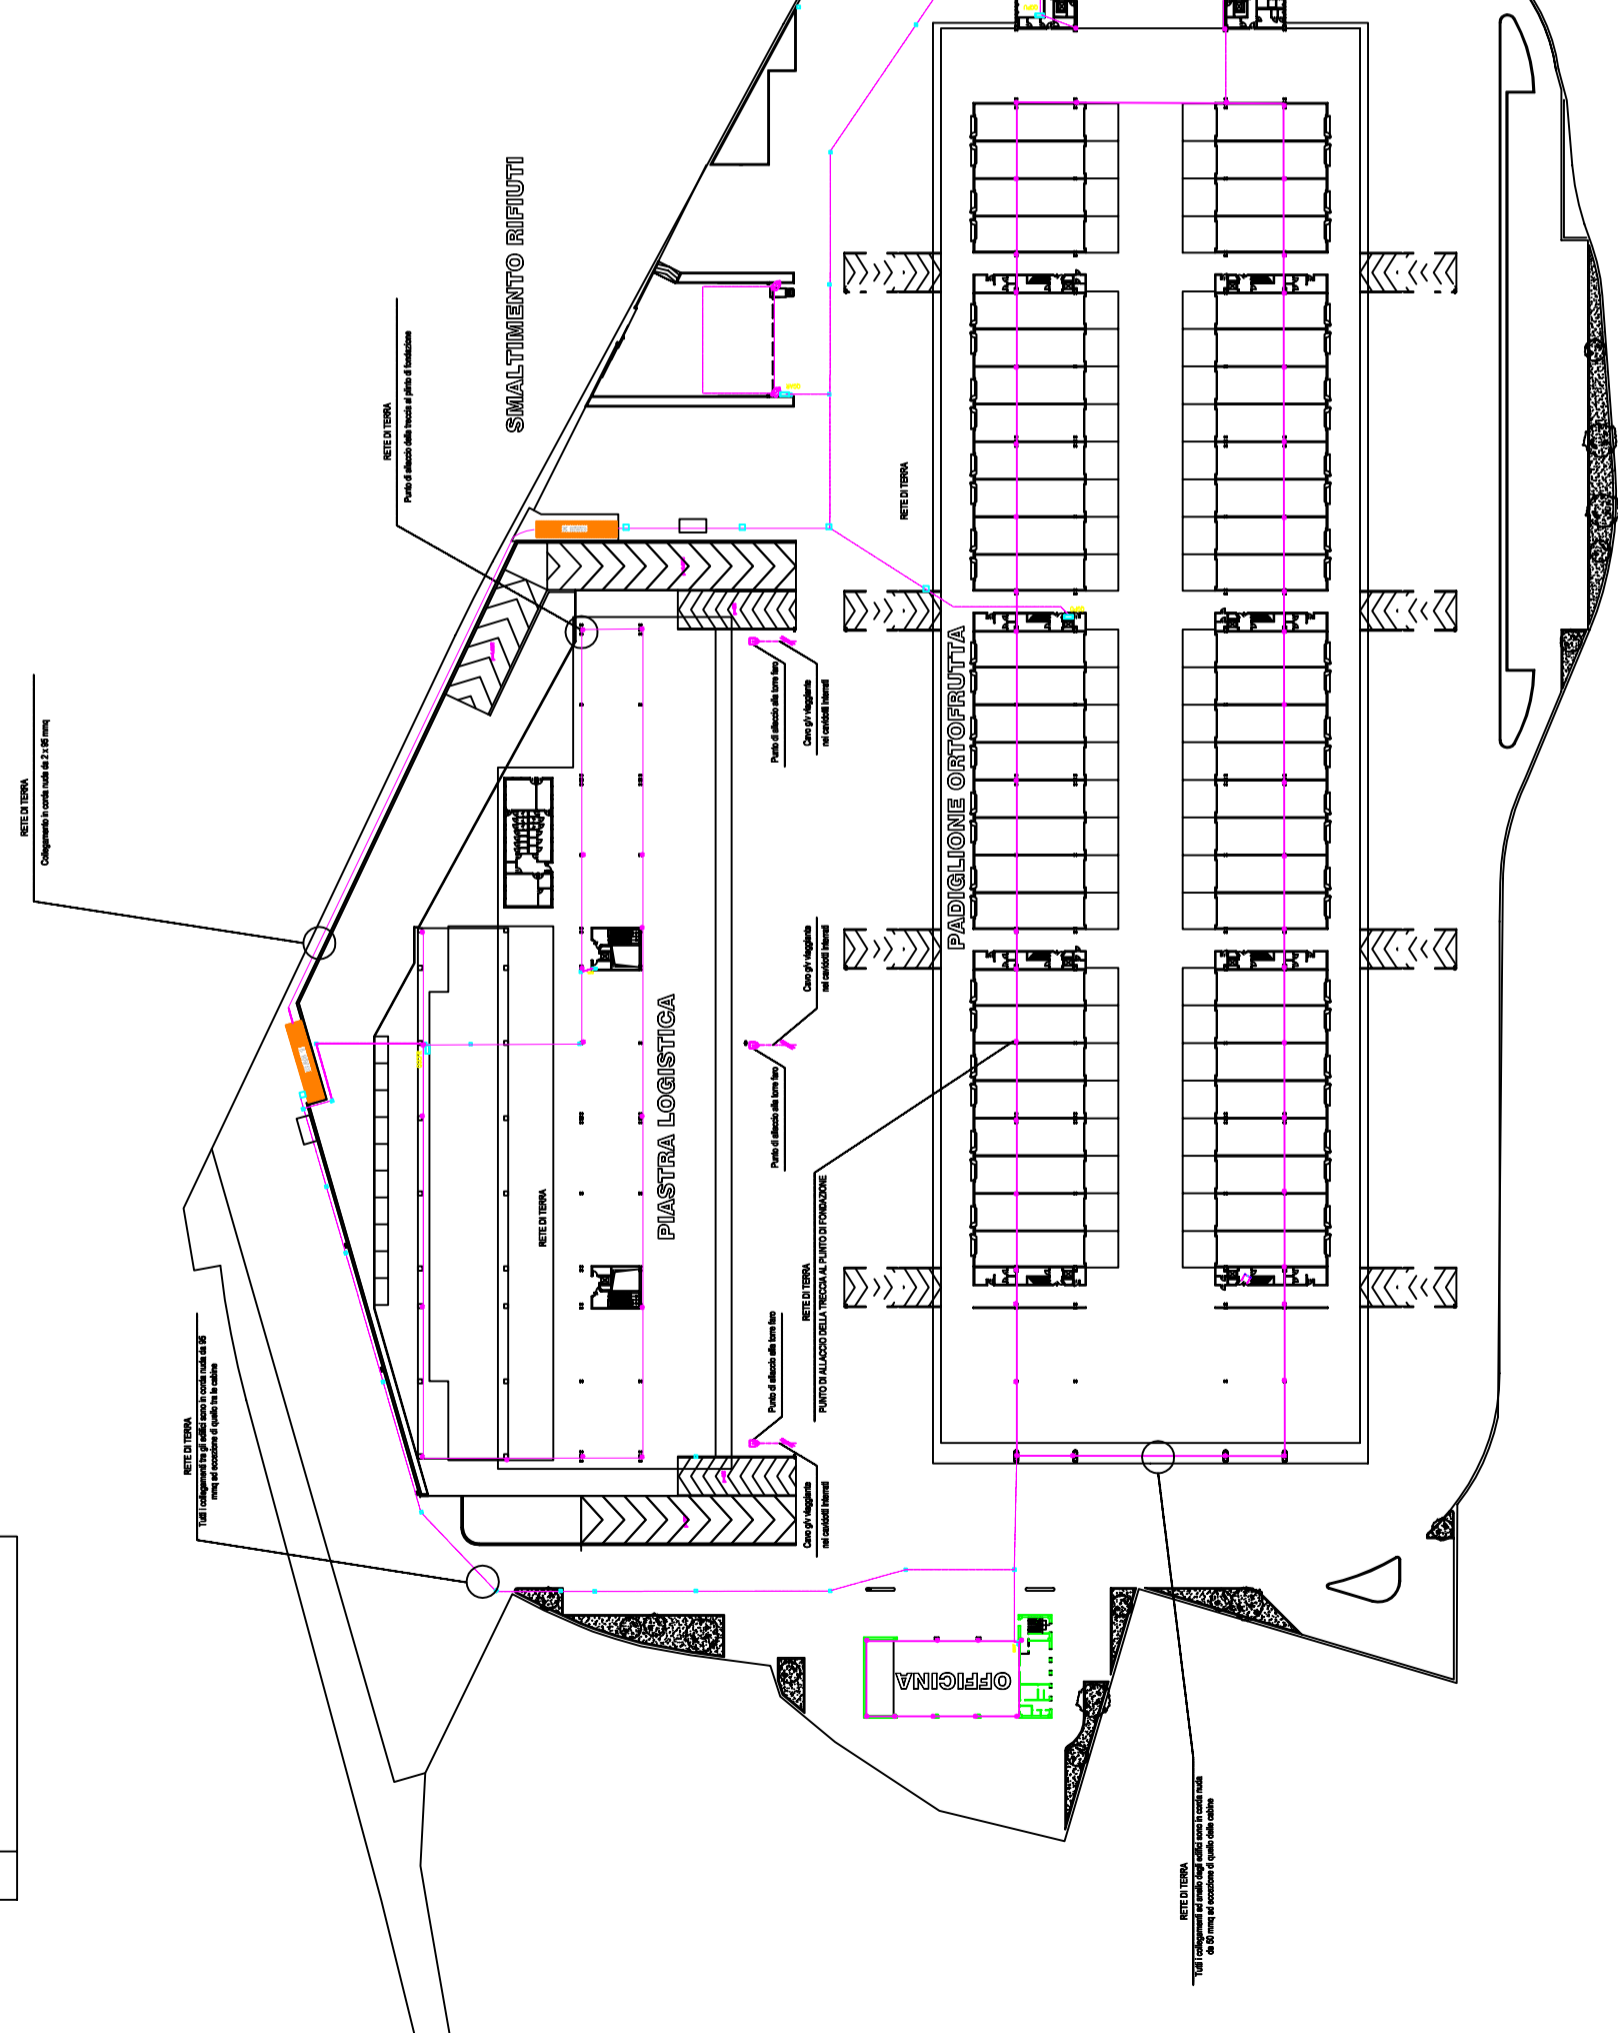 SMALTIMENTO RIFIUTI
RETE DI TERRA
Punto di allaccio della treccia al plinto di fondazione
RETE DI TERRA
Collegamento in corda nuda da 2 x 95 mmq
RETE DI TERRA
PADIGLIONE ORTOFRUTTA
Punto di allaccio alla torre faro
Cavo g/v viaggiante
nei cavidotti interrati
PIASTRA LOGISTICA
RETE DI TERRA
Cavo g/v viaggiante
nei cavidotti interrati
Punto di allaccio alla torre faro
RETE DI TERRA
PUNTO DI ALLACCIO DELLA TRECCIA AL PLINTO DI FONDAZIONE
Punto di allaccio alla torre faro
Cavo g/v viaggiante
nei cavidotti interrati
RETE DI TERRA
Tutti i collegamenti tra gli edifici sono in corda nuda da 95
mmq ad eccezione di quello tra le cabine
OFFICINA
RETE DI TERRA
Tutti i collegamenti ad anello degli edifici sono in corda nuda
da 50 mmq ad eccezione di quello delle cabine